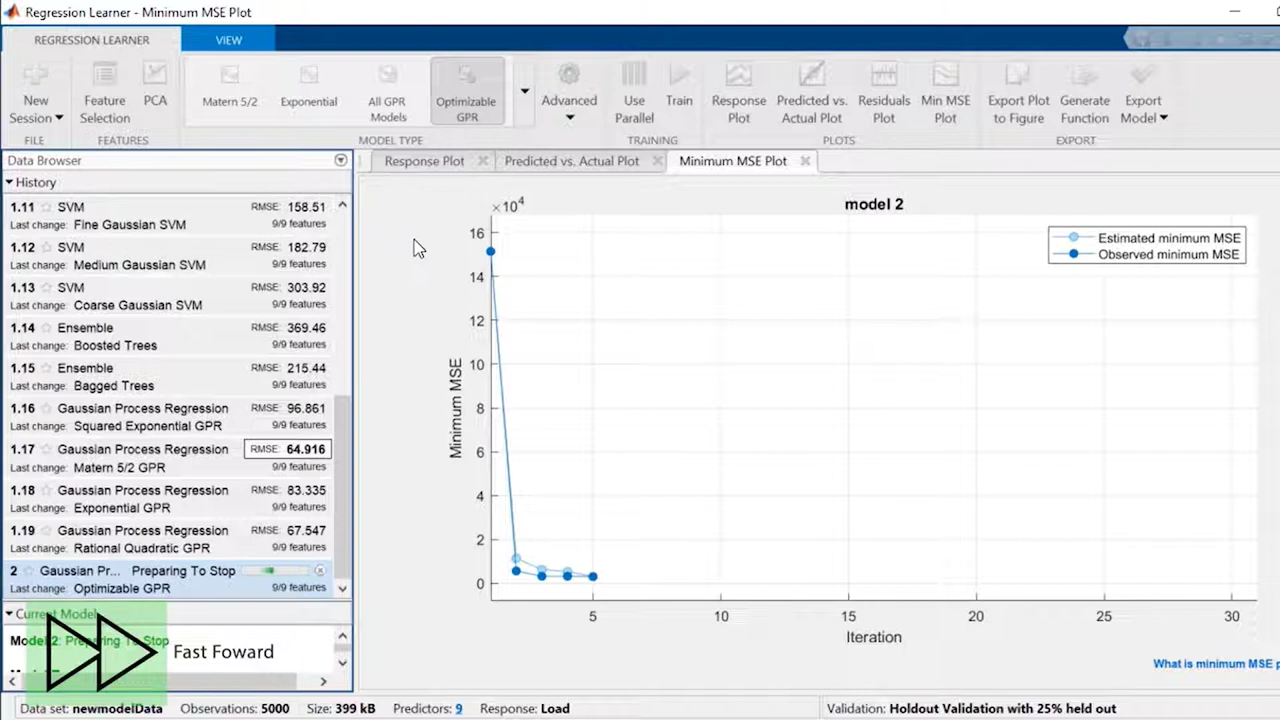 Regression Learner - Minimum MSE Plot
REGRESSION LEARNER
VIEW
New Session
Feature Selection
PCA
Matern 5/2
Exponential
All GPR Models
Optimizable GPR
Advanced
Use Parallel
Train
Response Plot
Predicted vs. Actual Plot
Residuals Plot
Min MSE Plot
Export Plot to Figure
Generate Function
Export Model
FILE
FEATURES
MODEL TYPE
TRAINING
PLOTS
EXPORT
Data Browser
Response Plot
Predicted vs. Actual Plot
Minimum MSE Plot
History
1.11 SVM RMSE: 158.51
Last change: Fine Gaussian SVM 9/9 features
1.12 SVM RMSE: 182.79
Last change: Medium Gaussian SVM 9/9 features
1.13 SVM RMSE: 303.92
Last change: Coarse Gaussian SVM 9/9 features
1.14 Ensemble RMSE: 369.46
Last change: Boosted Trees 9/9 features
1.15 Ensemble RMSE: 215.44
Last change: Bagged Trees 9/9 features
1.16 Gaussian Process Regression RMSE: 96.861
Last change: Squared Exponential GPR 9/9 features
1.17 Gaussian Process Regression RMSE: 64.916
Last change: Matern 5/2 GPR 9/9 features
1.18 Gaussian Process Regression RMSE: 83.335
Last change: Exponential GPR 9/9 features
1.19 Gaussian Process Regression RMSE: 67.547
Last change: Rational Quadratic GPR 9/9 features
2 Gaussian Pr... Preparing To Stop
Last change: Optimizable GPR 9/9 features
Current Model
Model 2: Preparing To Stop
Fast Foward
model 2
×10⁴
16
14
12
10
8
6
4
2
0
Minimum MSE
Estimated minimum MSE
Observed minimum MSE
5 10 15 20 25 30
Iteration
What is minimum MSE p
Data set: newmodelData Observations: 5000 Size: 399 kB Predictors: 9 Response: Load
Validation: Holdout Validation with 25% held out